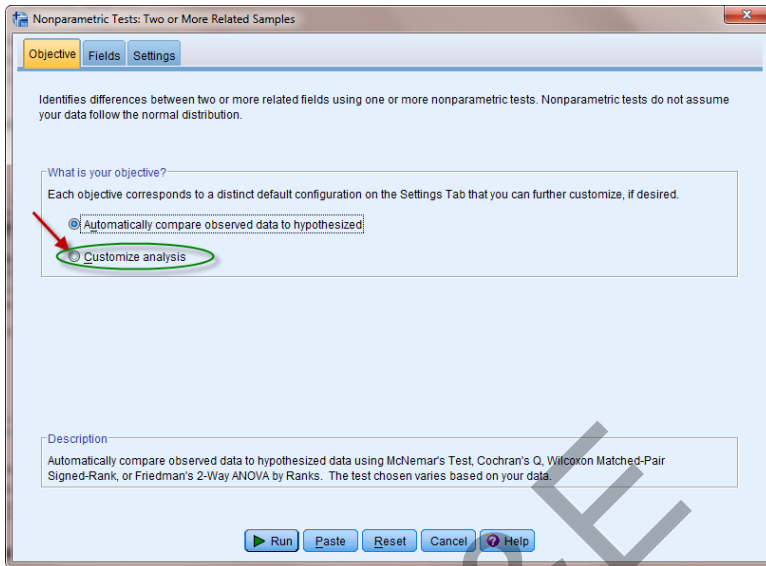 Nonparametric Tests: Two or More Related Samples
Objective Fields Settings
Identifies differences between two or more related fields using one or more nonparametric tests. Nonparametric tests do not assume
your data follow the normal distribution.
What is your objective?
Each objective corresponds to a distinct default configuration on the Settings Tab that you can further customize, if desired.
Automatically compare observed data to hypothesized
Customize analysis
Description
Automatically compare observed data to hypothesized data using McNemar's Test, Cochran's Q, Wilcoxon Matched-Pair
Signed-Rank, or Friedman's 2-Way ANOVA by Ranks. The test chosen varies based on your data.
Run Paste Reset Cancel Help